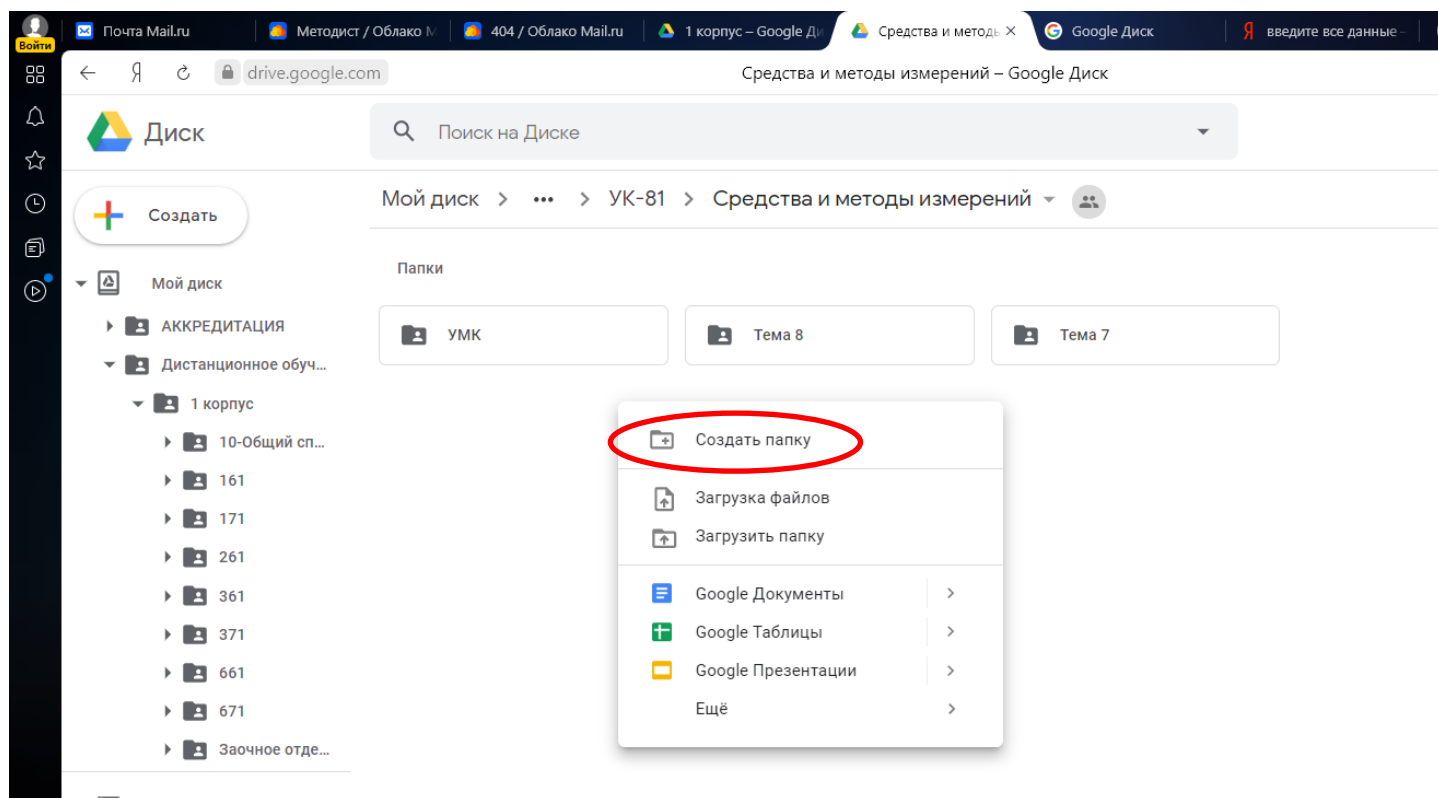 Войти
Почта Mail.ru
Методист / Облако М
404 / Облако Mail.ru
1 корпус – Google Ди
Средства и методь
Google Диск
введите все данные –
drive.google.com
Средства и методы измерений – Google Диск
Диск
Поиск на Диске
Создать
Мой диск > ••• > УК-81 > Средства и методы измерений
Папки
УМК
Тема 8
Тема 7
Мой диск
АККРЕДИТАЦИЯ
Дистанционное обуч...
1 корпус
10-Общий сп...
161
171
261
361
371
661
671
Заочное отде...
Создать папку
Загрузка файлов
Загрузить папку
Google Документы
Google Таблицы
Google Презентации
Ещё